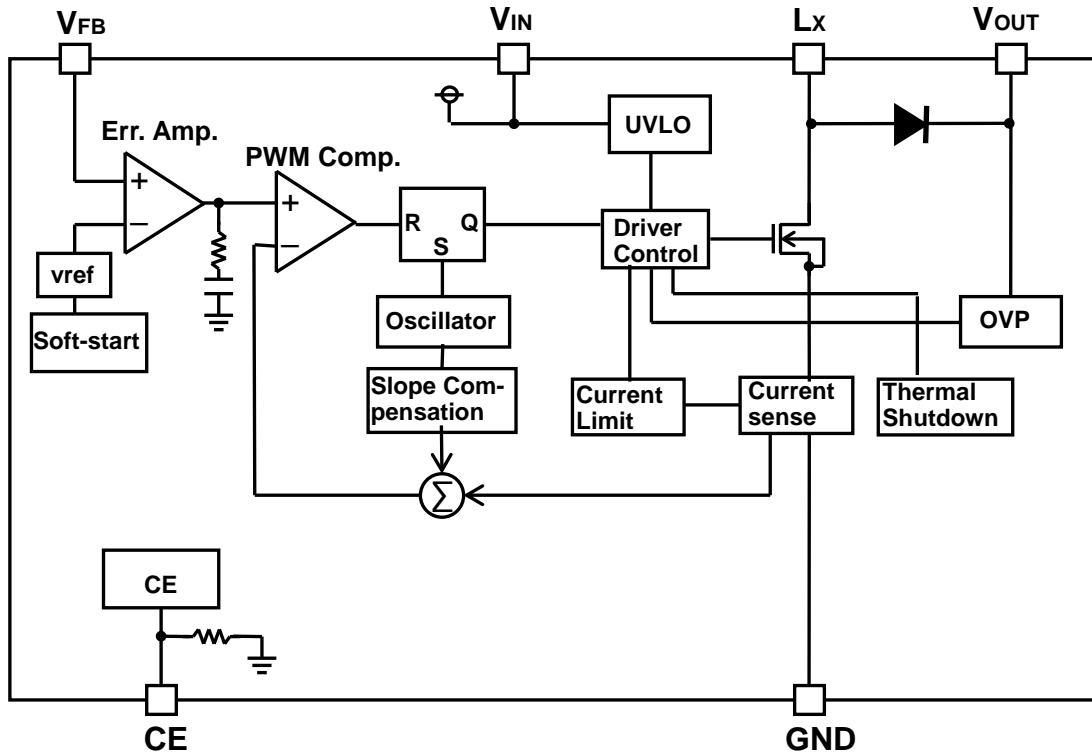 VFB
VIN
LX
VOUT
Err. Amp.
UVLO
PWM Comp.
+
−
+
−
R
Q
S
Driver
Control
vref
Soft-start
Oscillator
OVP
Slope Com-
pensation
Current
Limit
Current
sense
Thermal
Shutdown
Σ
CE
CE
GND